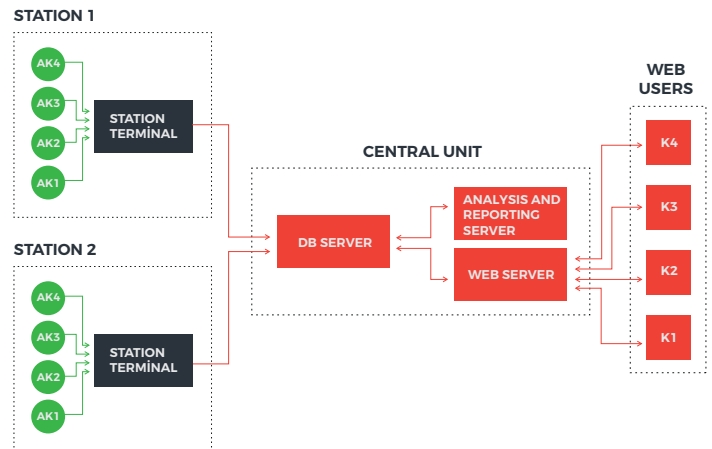 STATION 1
AK4
AK3
AK2
AK1
STATION
TERMİNAL
STATION 2
AK4
AK3
AK2
AK1
STATION
TERMİNAL
CENTRAL UNIT
DB SERVER
ANALYSIS AND
REPORTING
SERVER
WEB SERVER
WEB
USERS
K4
K3
K2
K1